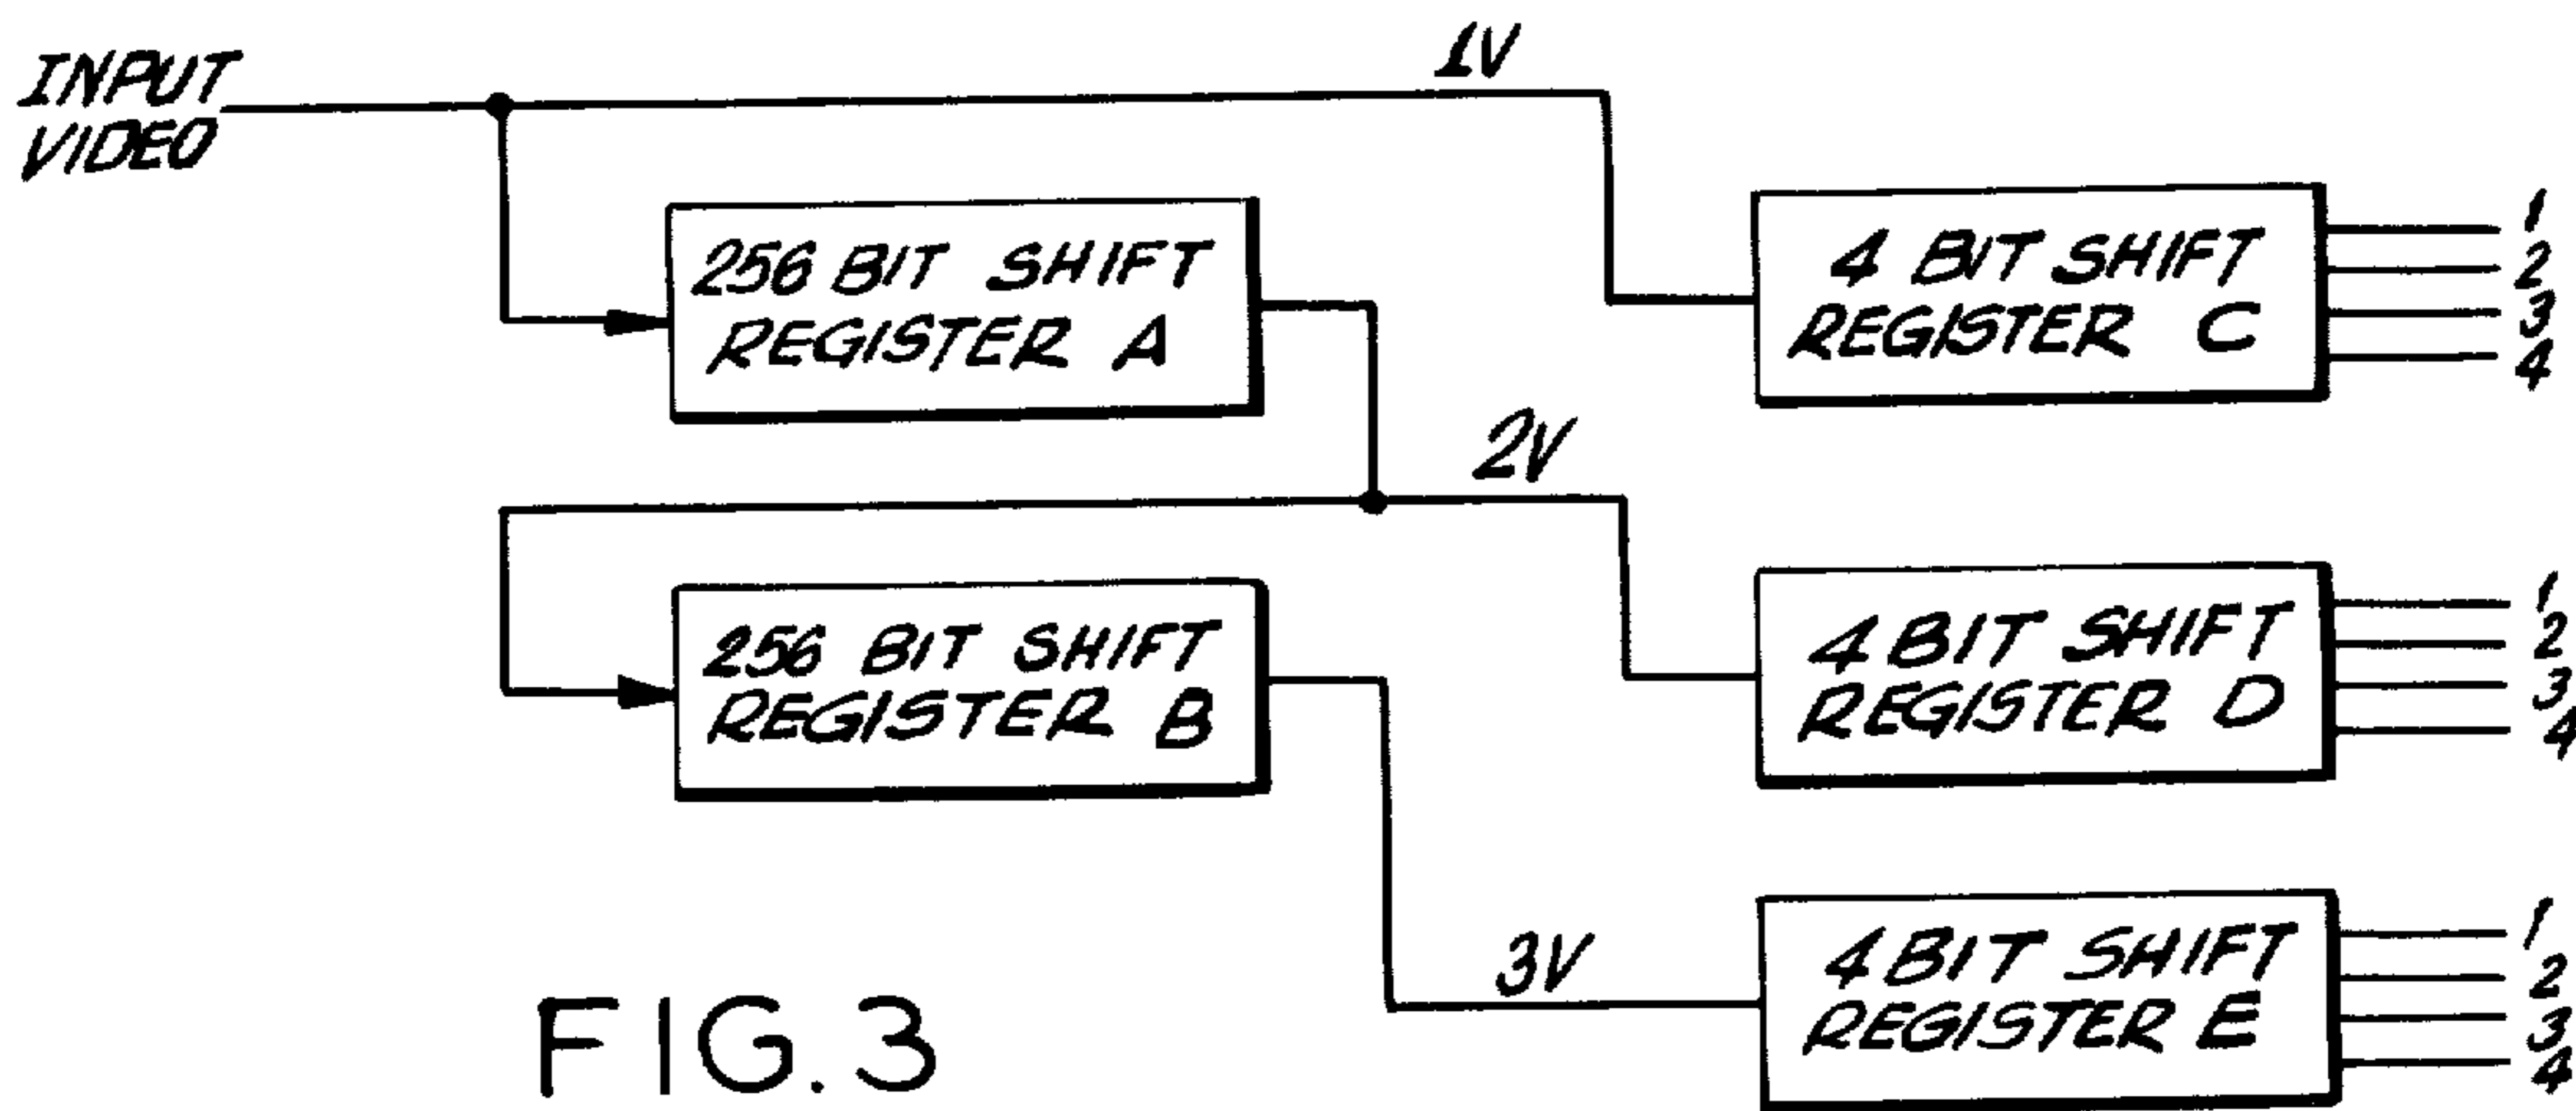 INPUT
VIDEO
1V
256 BIT SHIFT
REGISTER A
4 BIT SHIFT
REGISTER C
1
2
3
4
2V
256 BIT SHIFT
REGISTER B
4 BIT SHIFT
REGISTER D
1
2
3
4
3V
4 BIT SHIFT
REGISTER E
1
2
3
4
FIG. 3